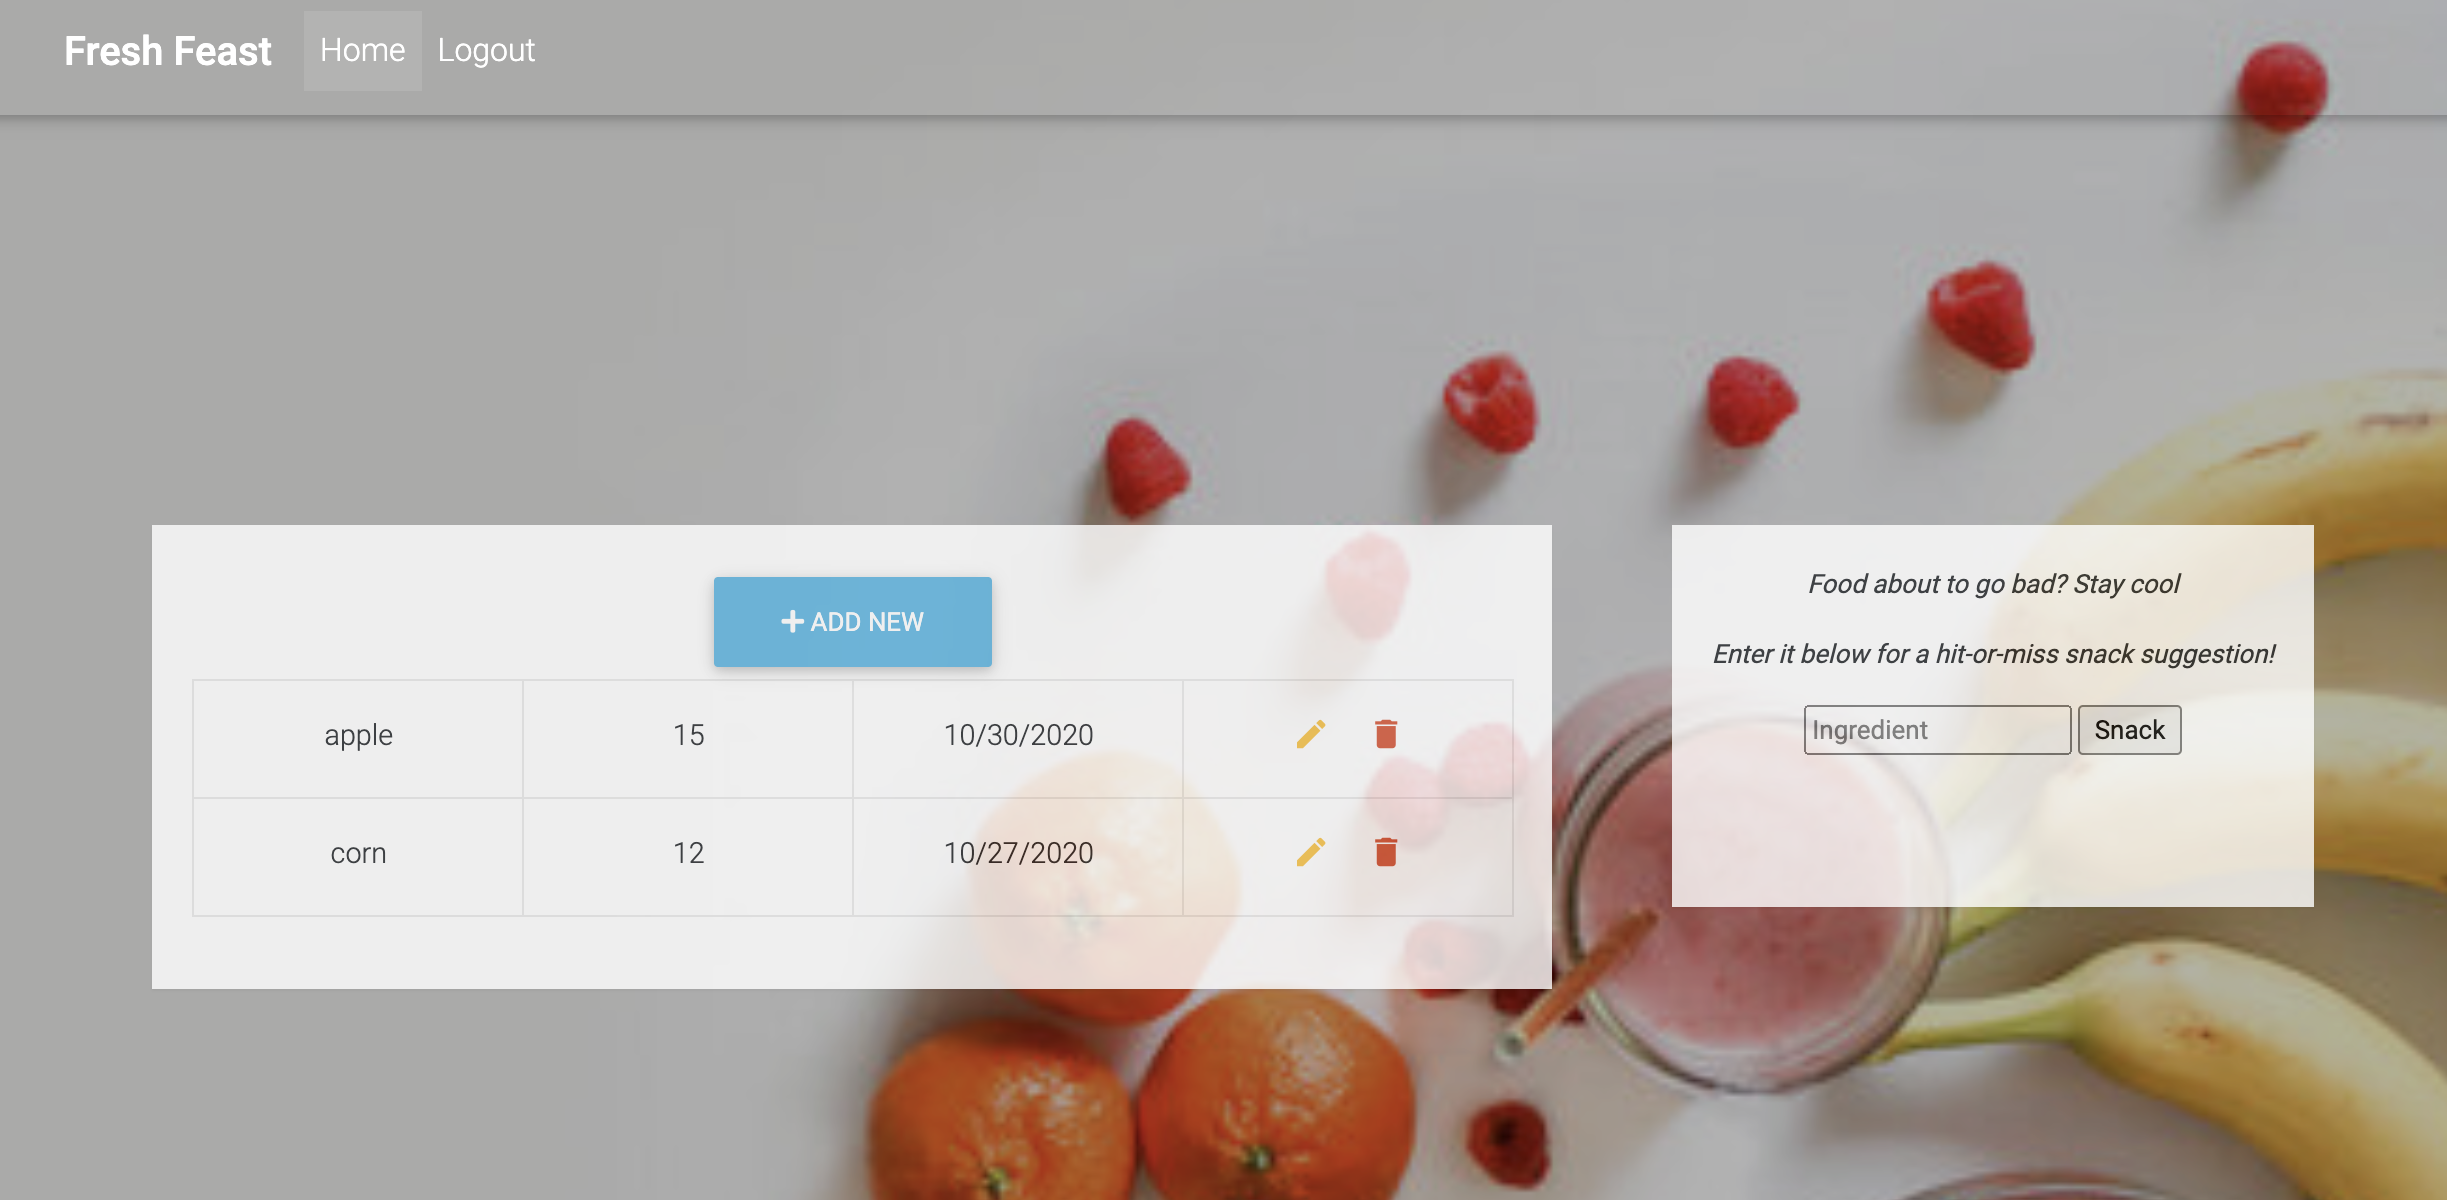 Fresh Feast Home Logout
ADD NEW
apple 15 10/30/2020
corn 12 10/27/2020
Food about to go bad? Stay cool
Enter it below for a hit-or-miss snack suggestion!
Ingredient Snack